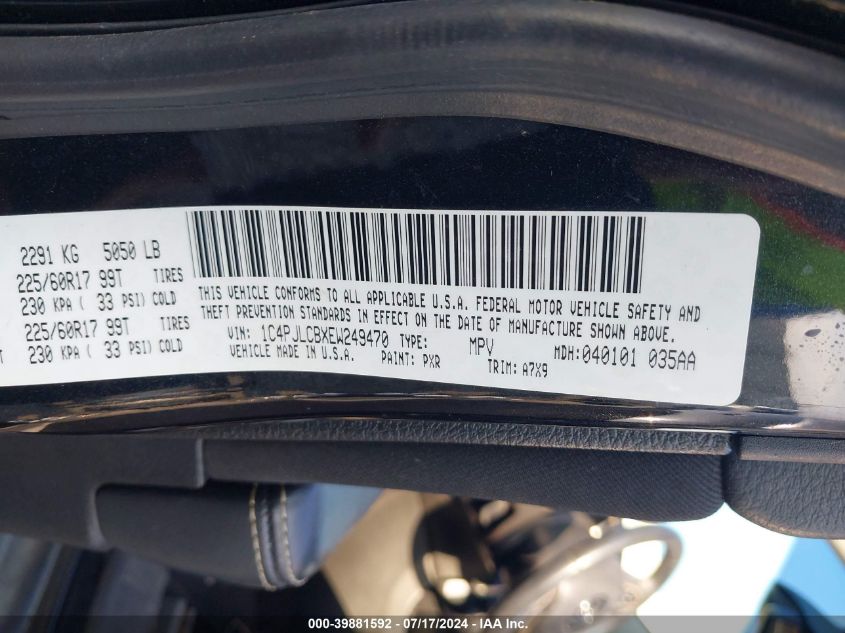 2291 KG 5050 LB
225/60R17 99T TIRES
230 KPA ( 33 PSI) COLD
225/60R17 99T TIRES
230 KPA ( 33 PSI) COLD
THIS VEHICLE CONFORMS TO ALL APPLICABLE U.S.A. FEDERAL MOTOR VEHICLE SAFETY AND
THEFT PREVENTION STANDARDS IN EFFECT ON THE DATE OF MANUFACTURE SHOWN ABOVE.
VIN: 1C4PJLCBXEW249470 TYPE: MPV MDH:040101 035AA
VEHICLE MADE IN U.S.A. PAINT: PXR TRIM: A7X9
000-39881592 - 07/17/2024 - IAA Inc.